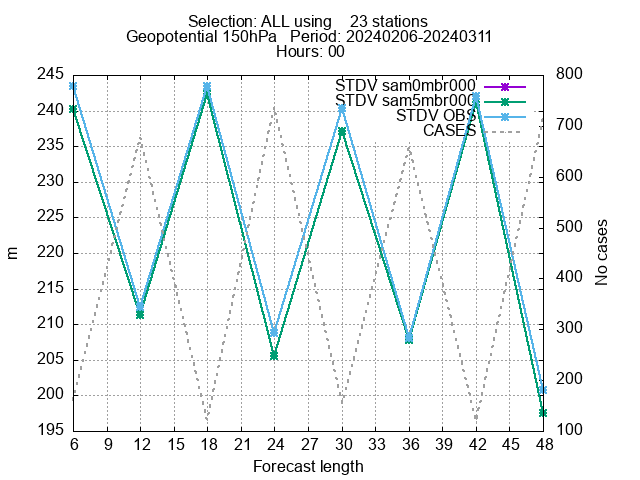 Selection: ALL using    23 stations
Geopotential 150hPa   Period: 20240206-20240311
Hours: 00
STDV sam0mbr000
STDV sam5mbr000
STDV OBS
CASES
245
240
235
230
225
220
215
210
205
200
195
m
800
700
600
500
400
300
200
100
No cases
6 9 12 15 18 21 24 27 30 33 36 39 42 45 48
Forecast length